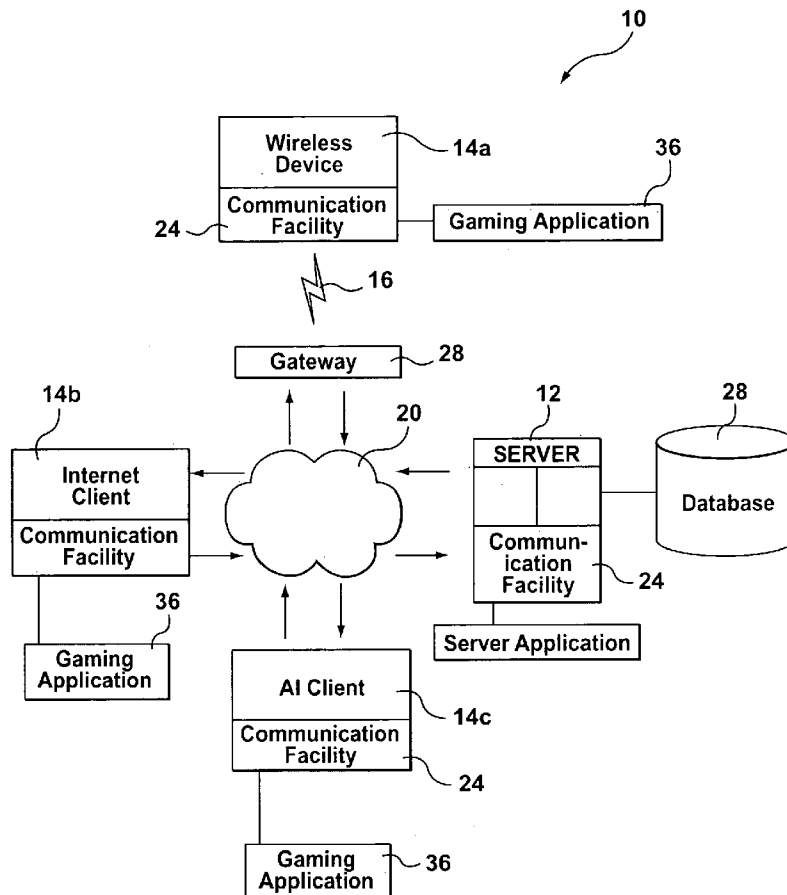 10
Wireless
Device
14a
Communication
Facility
24
36
Gaming Application
16
Gateway
28
14b
Internet
Client
Communication
Facility
20
12
SERVER
Commun-
ication
Facility
24
28
Database
Server Application
36
Gaming
Application
AI Client
14c
Communication
Facility
24
Gaming
Application
36